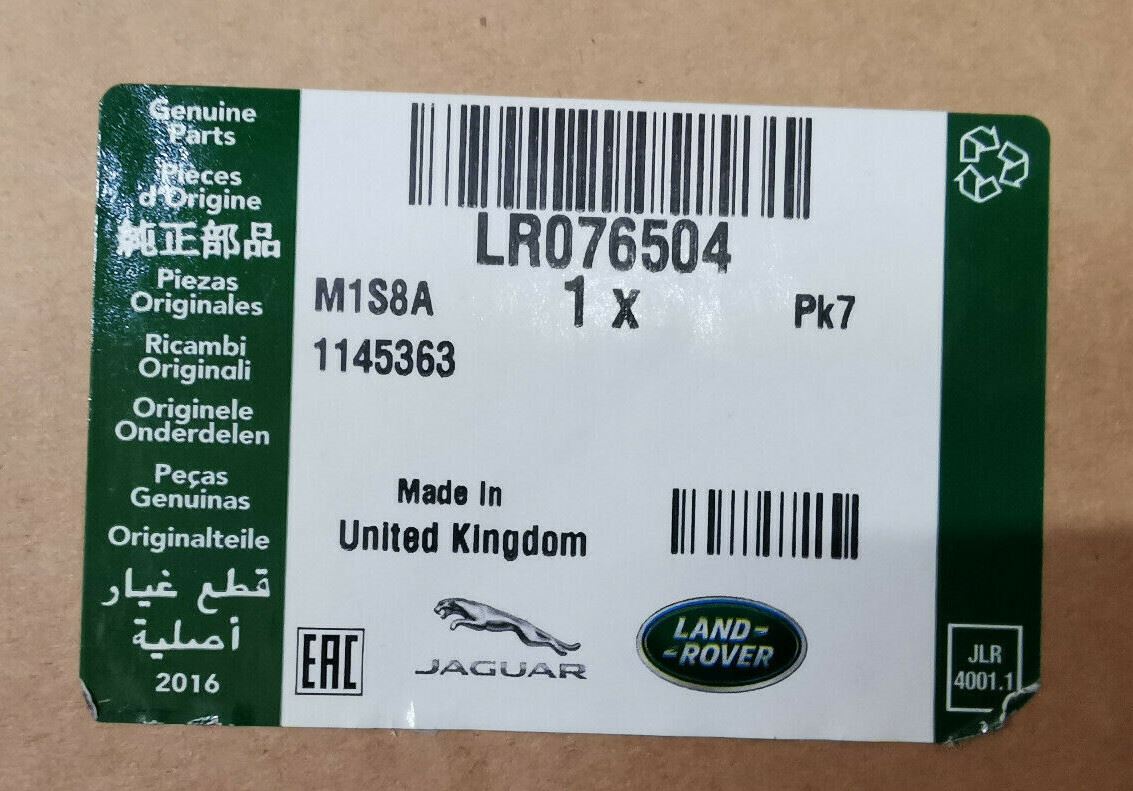 Genuine
Parts
Pièces
d'Origine
純正部品
Piezas
Originales
Ricambi
Originali
Originele
Onderdelen
Peças
Genuinas
Originalteile
قطع غيار
أصلية
2016
LR076504
M1S8A 1 x Pk7
1145363
Made In
United Kingdom
EAC
JAGUAR
LAND-
-ROVER
JLR
4001.1